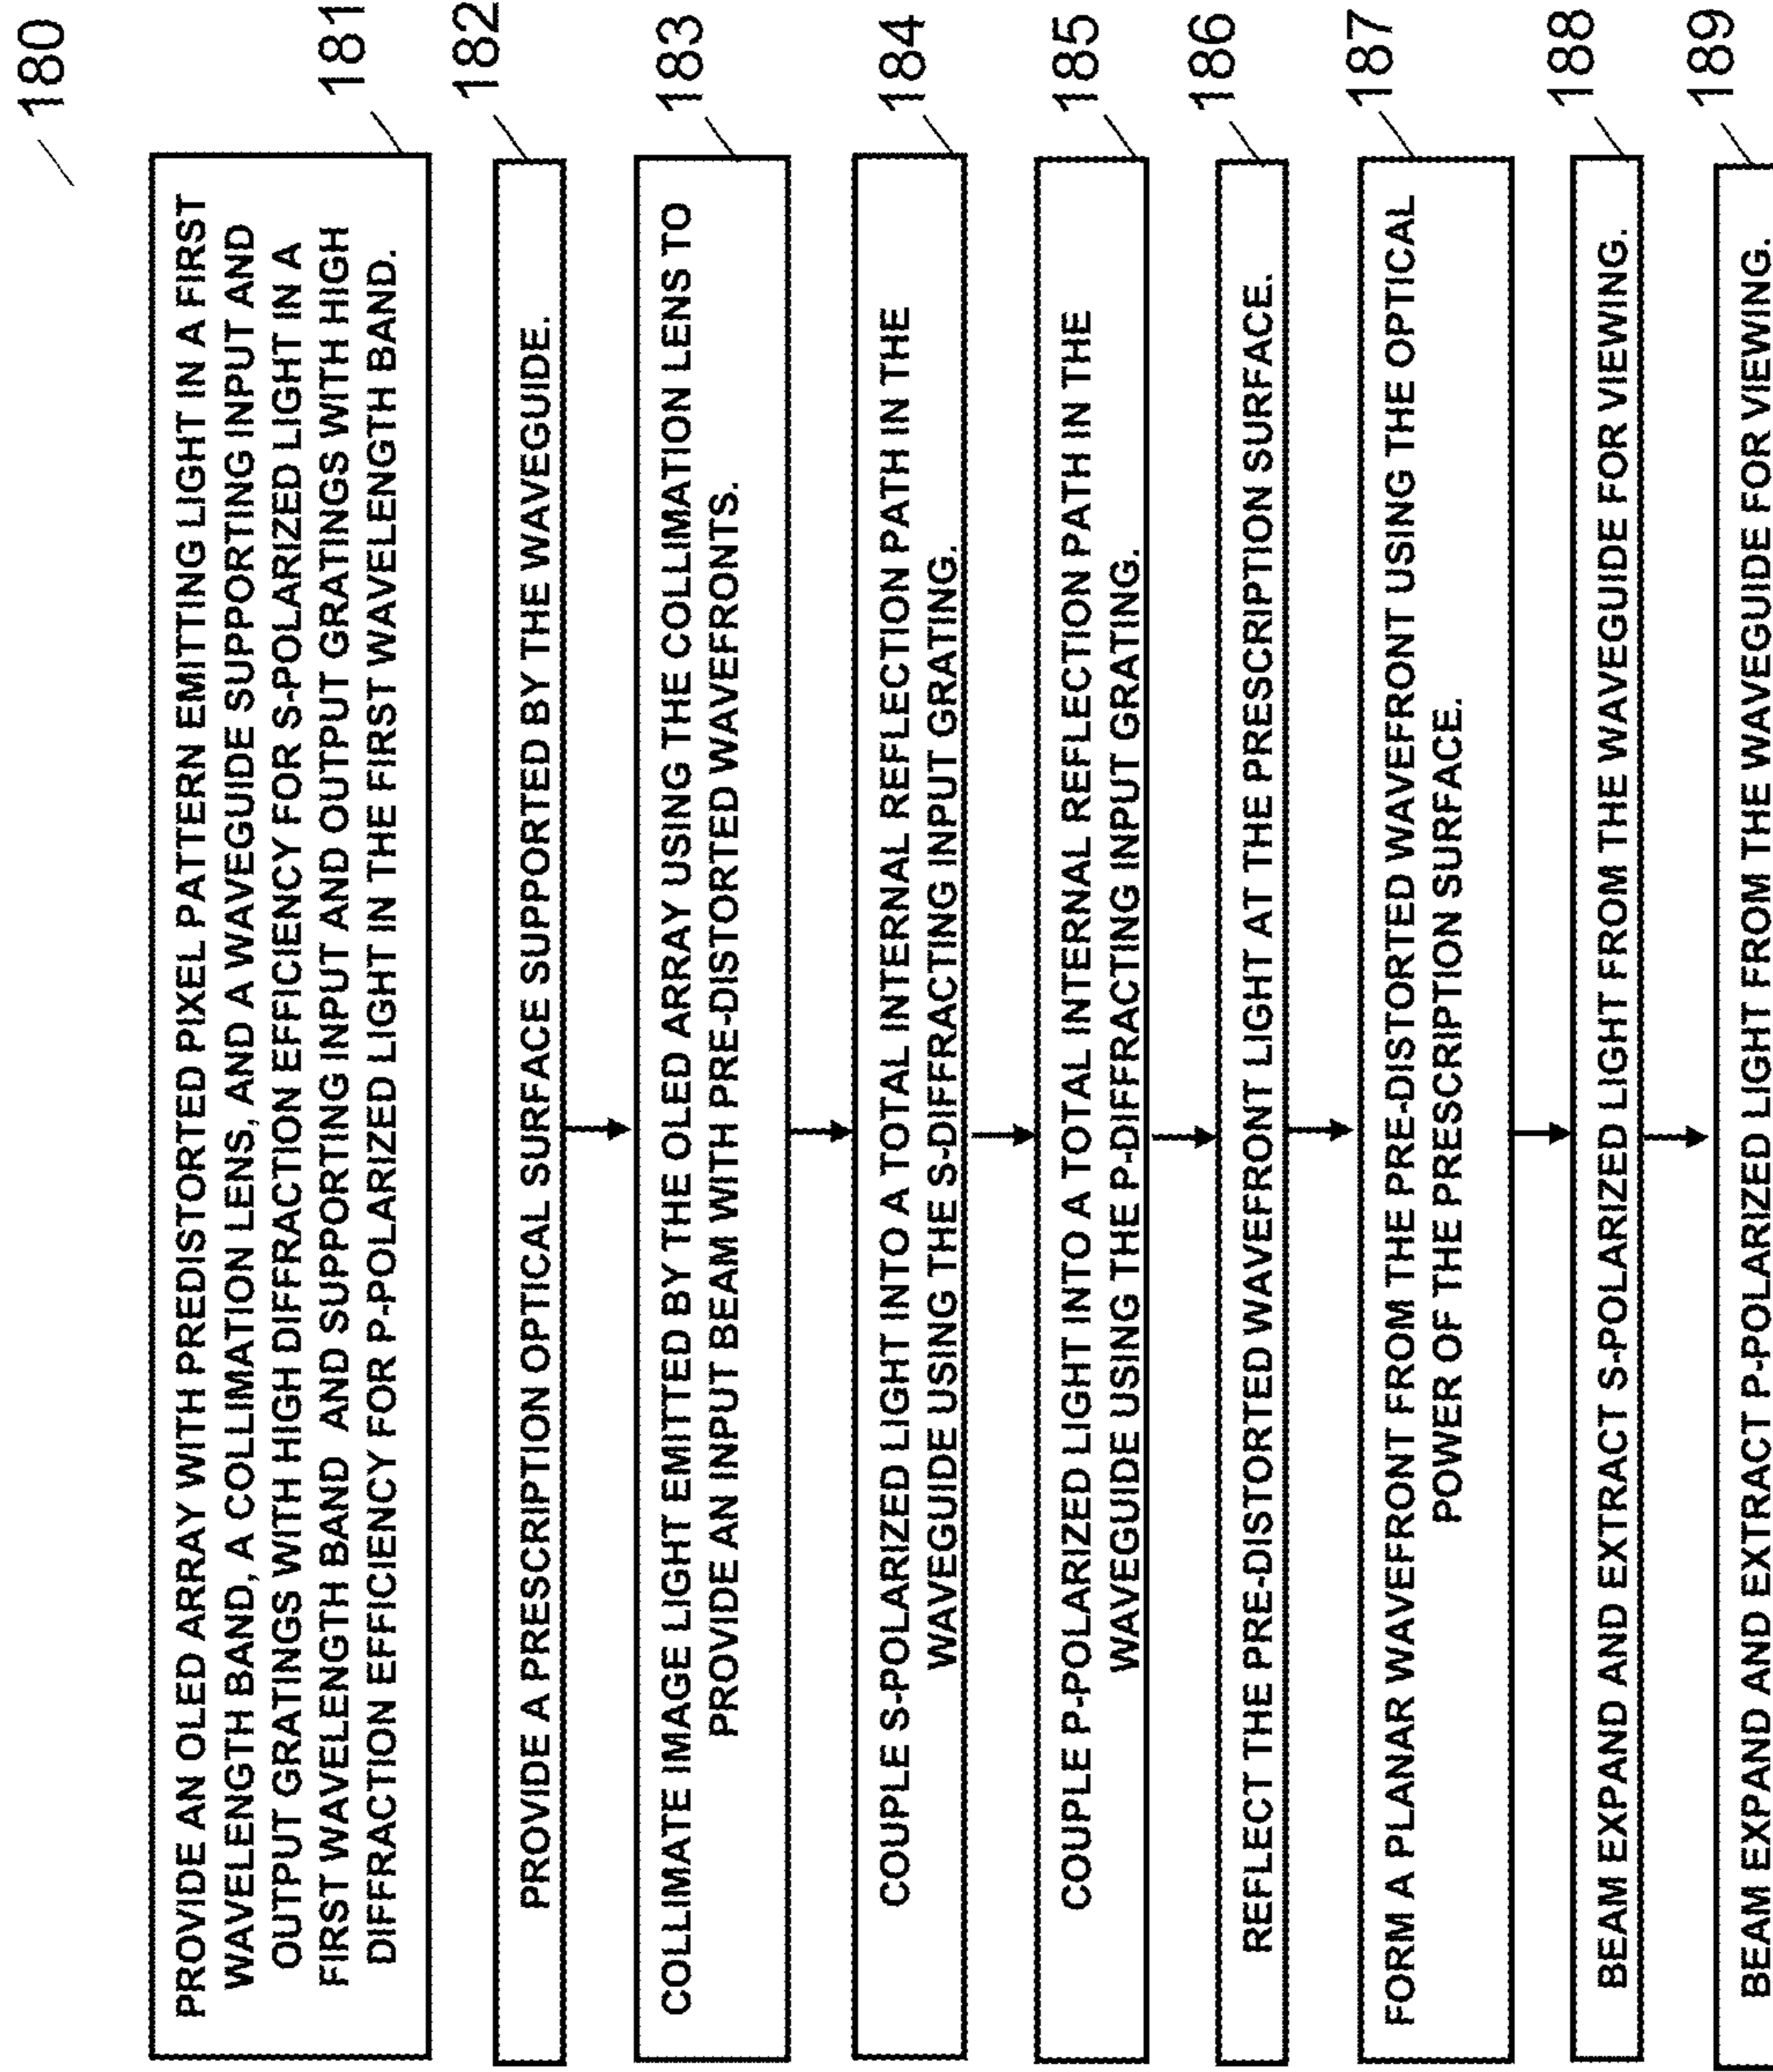 180
PROVIDE AN OLED ARRAY WITH PREDISTORTED PIXEL PATTERN EMITTING LIGHT IN A FIRST
WAVELENGTH BAND, A COLLIMATION LENS, AND A WAVEGUIDE SUPPORTING INPUT AND
OUTPUT GRATINGS WITH HIGH DIFFRACTION EFFICIENCY FOR S-POLARIZED LIGHT IN A
FIRST WAVELENGTH BAND AND SUPPORTING INPUT AND OUTPUT GRATINGS WITH HIGH
DIFFRACTION EFFICIENCY FOR P-POLARIZED LIGHT IN THE FIRST WAVELENGTH BAND.
181
PROVIDE A PRESCRIPTION OPTICAL SURFACE SUPPORTED BY THE WAVEGUIDE.
182
COLLIMATE IMAGE LIGHT EMITTED BY THE OLED ARRAY USING THE COLLIMATION LENS TO
PROVIDE AN INPUT BEAM WITH PRE-DISTORTED WAVEFRONTS.
183
COUPLE S-POLARIZED LIGHT INTO A TOTAL INTERNAL REFLECTION PATH IN THE
WAVEGUIDE USING THE S-DIFFRACTING INPUT GRATING.
184
COUPLE P-POLARIZED LIGHT INTO A TOTAL INTERNAL REFLECTION PATH IN THE
WAVEGUIDE USING THE P-DIFFRACTING INPUT GRATING.
185
REFLECT THE PRE-DISTORTED WAVEFRONT LIGHT AT THE PRESCRIPTION SURFACE.
186
FORM A PLANAR WAVEFRONT FROM THE PRE-DISTORTED WAVEFRONT USING THE OPTICAL
POWER OF THE PRESCRIPTION SURFACE.
187
BEAM EXPAND AND EXTRACT S-POLARIZED LIGHT FROM THE WAVEGUIDE FOR VIEWING.
188
BEAM EXPAND AND EXTRACT P-POLARIZED LIGHT FROM THE WAVEGUIDE FOR VIEWING.
189